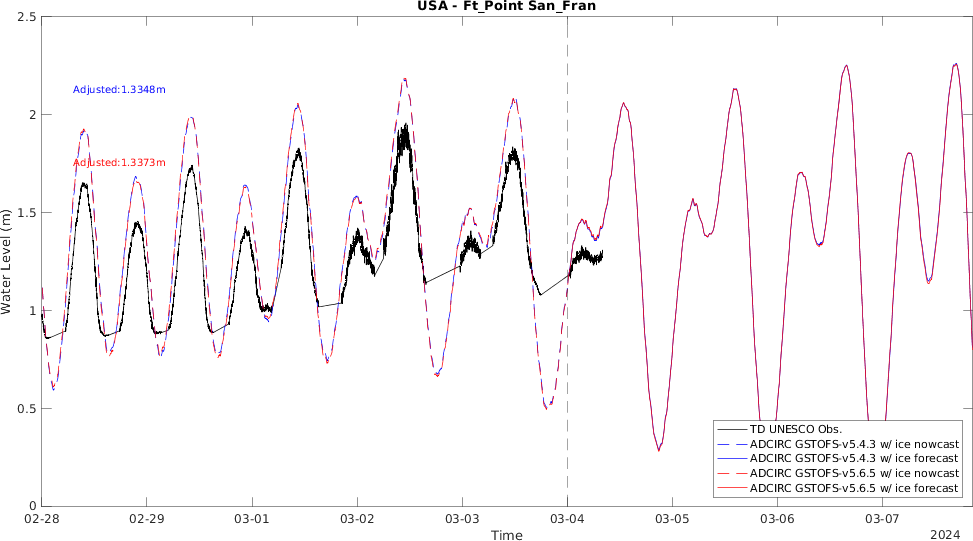 USA - Ft_Point San_Fran
2.5
Adjusted:1.3348m
2
Adjusted:1.3373m
1.5
Water Level (m)
1
0.5
TD UNESCO Obs.
ADCIRC GSTOFS-v5.4.3 w/ ice nowcast
ADCIRC GSTOFS-v5.4.3 w/ ice forecast
ADCIRC GSTOFS-v5.6.5 w/ ice nowcast
ADCIRC GSTOFS-v5.6.5 w/ ice forecast
0
02-28 02-29 03-01 03-02 03-03 03-04 03-05 03-06 03-07
Time
2024